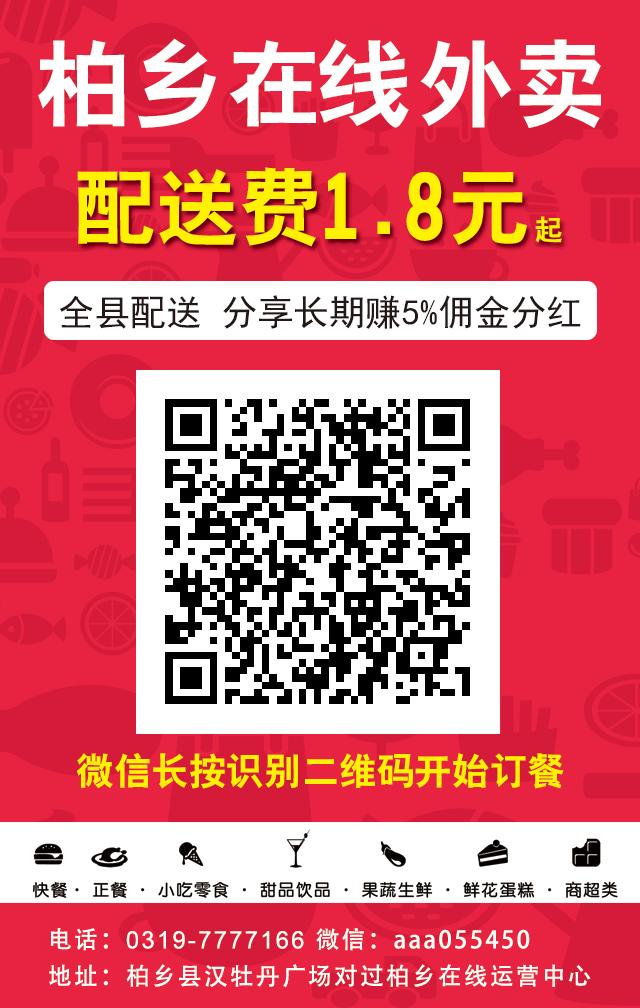 柏乡在线外卖
配送费1.8元起
全县配送 分享长期赚5%佣金分红
微信长按识别二维码开始订餐
快餐· 正餐 · 小吃零食 · 甜品饮品 · 果蔬生鲜 · 鲜花蛋糕 · 商超类
电话：0319-7777166 微信：aaa055450
地址：柏乡县汉牡丹广场对过柏乡在线运营中心